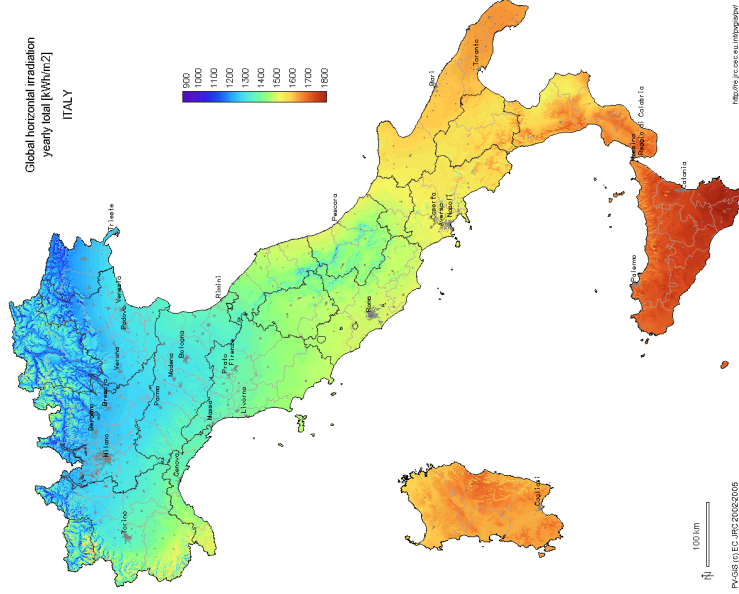 Global horizontal irradiation
yearly total [kWh/m2]
ITALY
900
1000
1100
1200
1300
1400
1500
1600
1700
1800
Trieste
Venezia
Padova
Verona
Brescia
Bergamo
Milano
Torino
Parma
Modena
Bologna
Rimini
Genova
Massa
Prato
Firenze
Livorno
Pescara
Roma
Caserta
Napoli
Bari
Taranto
Cagliari
Palermo
Messina
Reggio di Calabria
Catania
100 km
N
PV-GIS (c) EC JRC 2002-2005
http://re.jrc.cec.eu.int/pvgis/pv/